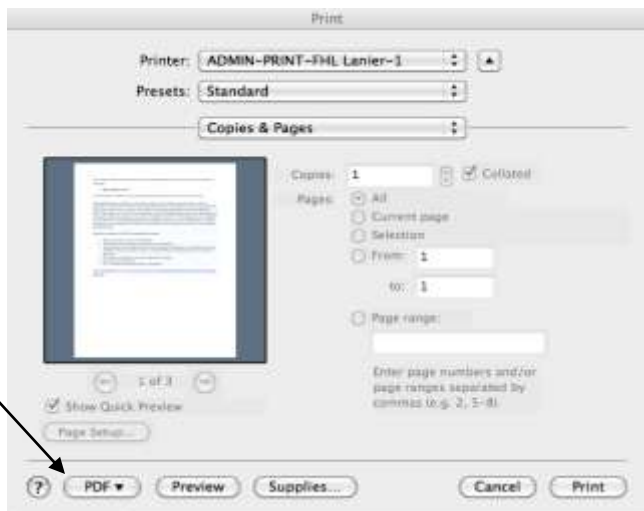 Print
Printer: ADMIN-PRINT-FHL Lanier-1
Presets: Standard
Copies & Pages
Copies: 1 Collated
Pages: All
Current page
Selection
From: 1
to: 1
Page range:
Enter page numbers and/or
page ranges separated by
commas (e.g. 2, 5-8)
1 of 3
Show Quick Preview
Page Setup...
? PDF Preview Supplies... Cancel Print